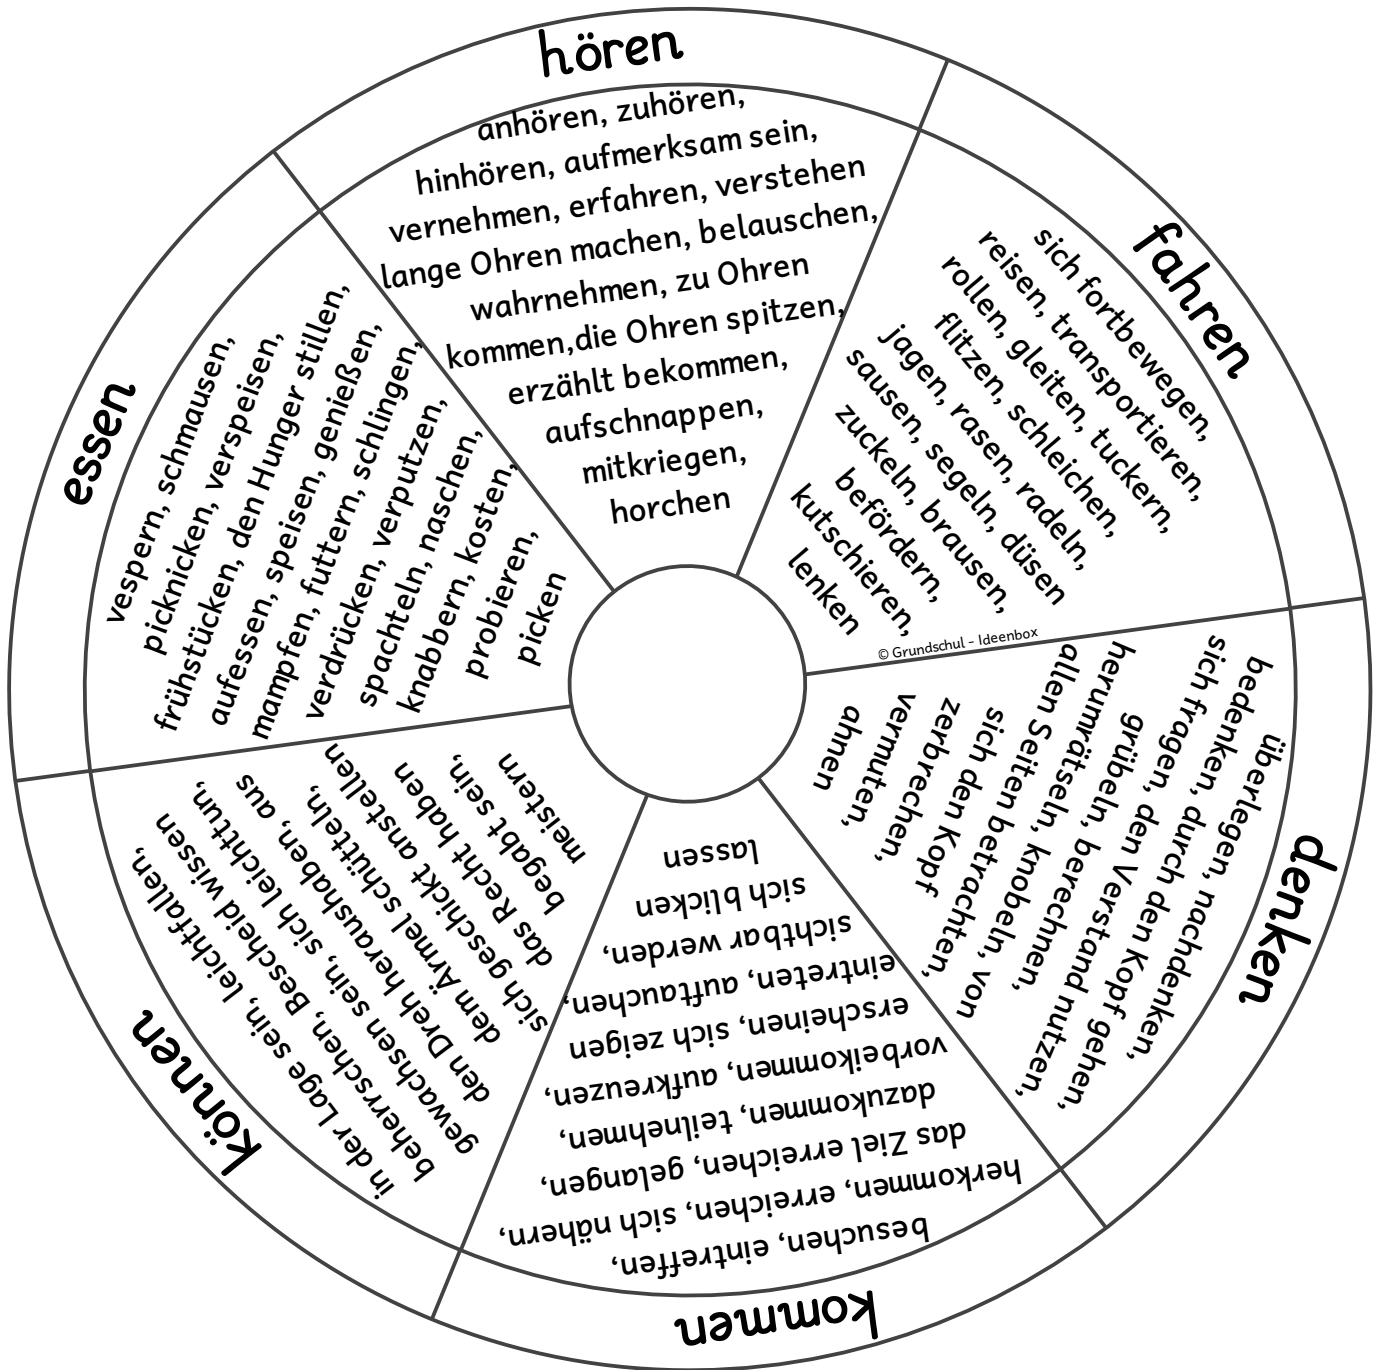 hören
anhören, zuhören,
hinhören, aufmerksam sein,
vernehmen, erfahren, verstehen
lange Ohren machen, belauschen,
wahrnehmen, zu Ohren
kommen,die Ohren spitzen,
erzählt bekommen,
aufschnappen,
mitkriegen,
horchen
fahren
sich fortbewegen,
reisen, transportieren,
rollen, gleiten, tuckern,
flitzen, schleichen,
jagen, rasen, radeln,
sausen, segeln, düsen
zuckeln, brausen,
befördern,
kutschieren,
lenken
© Grundschul - Ideenbox
denken
überlegen, nachdenken,
bedenken, durch den Kopf gehen,
sich fragen, den Verstand nutzen,
grübeln, berechnen,
herumrätseln, knobeln, von
allen Seiten betrachten,
sich den Kopf
zerbrechen,
vermuten,
ahnen
kommen
besuchen, eintreffen,
herkommen, erreichen, sich nähern,
das Ziel erreichen, gelangen,
dazukommen, teilnehmen,
vorbeikommen, aufkreuzen,
erscheinen, sich zeigen
eintreten, auftauchen,
sichtbar werden,
sich blicken
lassen
können
in der Lage sein, leichtfallen,
beherrschen, Bescheid wissen
gewachsen sein, sich leichttun,
den Dreh heraushaben, aus
dem Ärmel schütteln,
sich geschickt anstellen
das Recht haben
begabt sein,
meistern
essen
vespern, schmausen,
picknicken, verspeisen,
frühstücken, den Hunger stillen,
aufessen, speisen, genießen,
mampfen, futtern, schlingen,
verdrücken, verputzen,
spachteln, naschen,
knabbern, kosten,
probieren,
picken